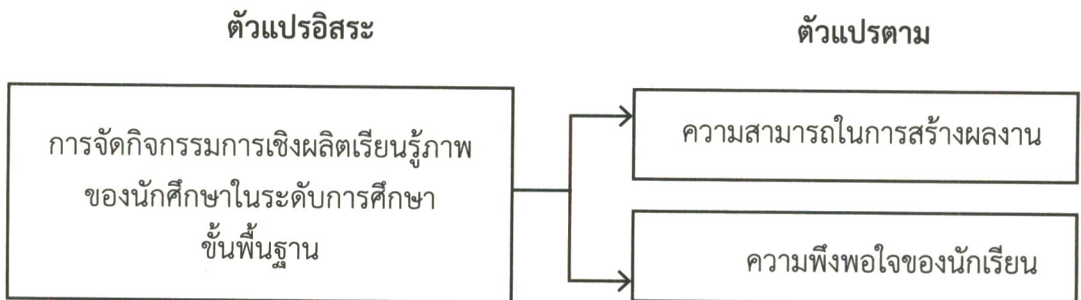 ตัวแปรอิสระ
ตัวแปรตาม
การจัดกิจกรรมการเชิงผลิตเรียนรู้ภาพ
ของนักศึกษาในระดับการศึกษา
ขั้นพื้นฐาน
ความสามารถในการสร้างผลงาน
ความพึงพอใจของนักเรียน